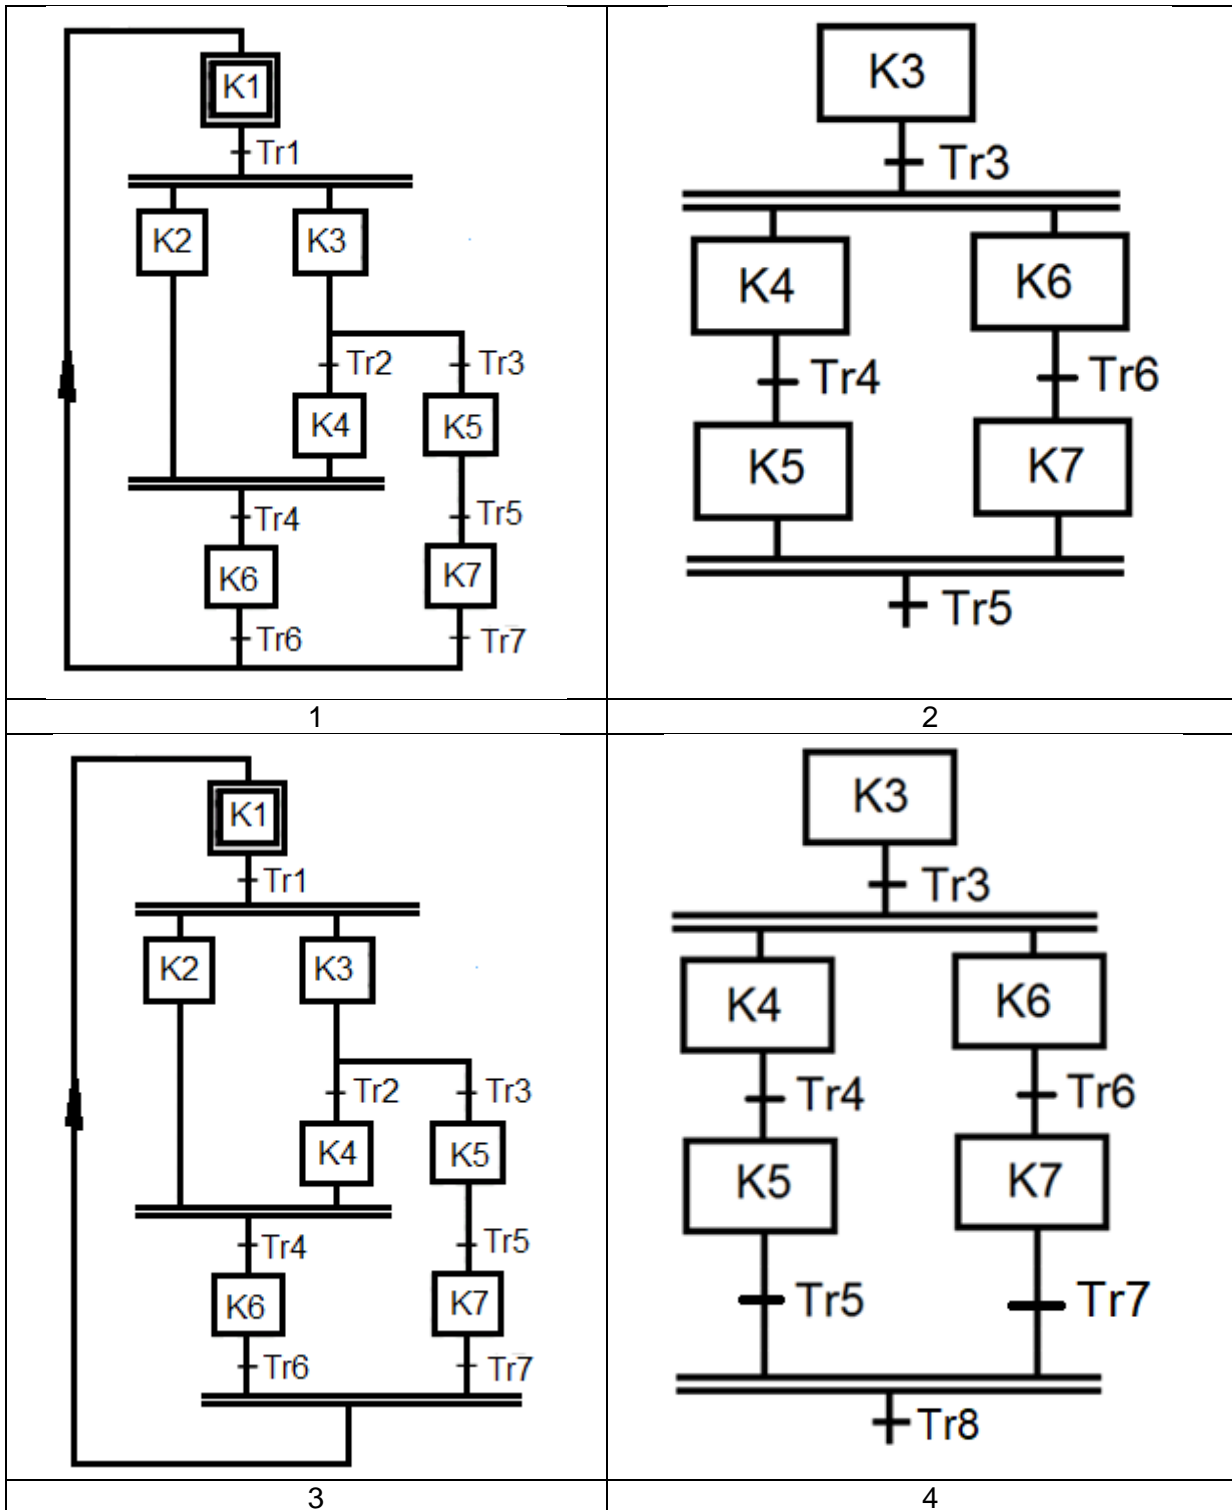 K1
Tr1
K2 K3
Tr2 Tr3
K4 K5
Tr4 Tr5
K6 K7
Tr6 Tr7
1
K3
Tr3
K4 K6
Tr4 Tr6
K5 K7
Tr5
2
K1
Tr1
K2 K3
Tr2 Tr3
K4 K5
Tr4 Tr5
K6 K7
Tr6 Tr7
3
K3
Tr3
K4 K6
Tr4 Tr6
K5 K7
Tr5 Tr7
Tr8
4